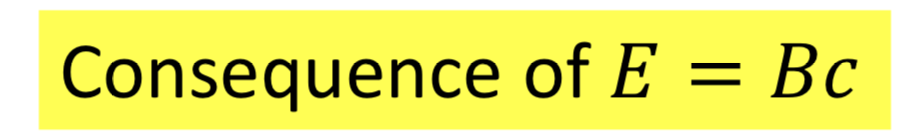 Consequence of E = Bc